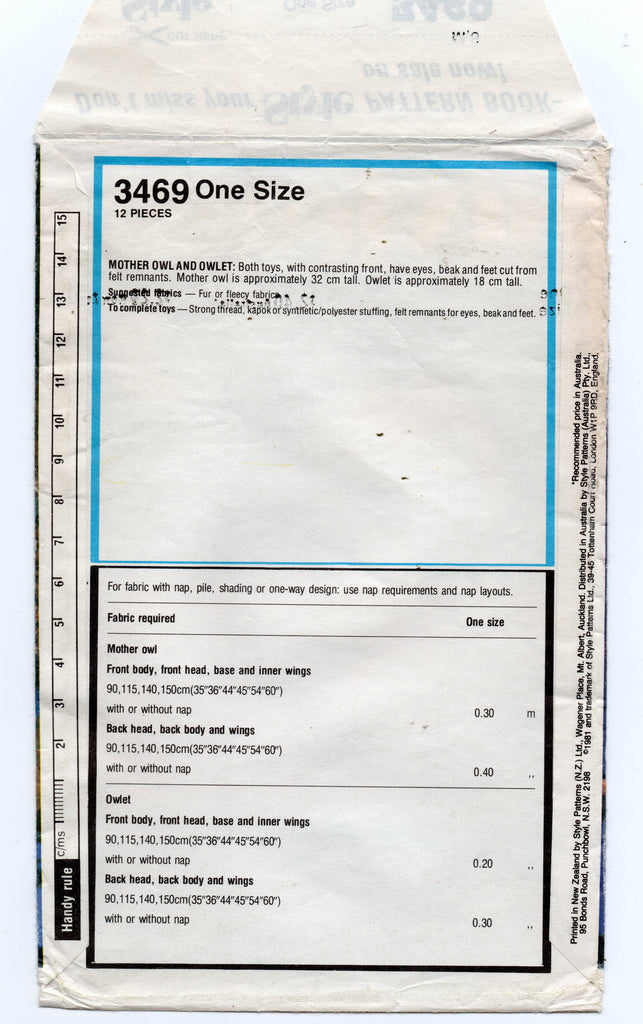 Style One Size 3469
CUT HERE
on sale now!
Don't miss your Style PATTERN BOOK-
3469 One Size
12 PIECES
MOTHER OWL AND OWLET: Both toys, with contrasting front, have eyes, beak and feet cut from
felt remnants. Mother owl is approximately 32 cm tall. Owlet is approximately 18 cm tall.
Suggested fabrics — Fur or fleecy fabrics
To complete toys — Strong thread, kapok or synthetic/polyester stuffing, felt remnants for eyes, beak and feet.
For fabric with nap, pile, shading or one-way design: use nap requirements and nap layouts.
Fabric required One size
Mother owl
Front body, front head, base and inner wings
90,115,140,150cm(35"36"44"45"54"60")
with or without nap 0.30 m
Back head, back body and wings
90,115,140,150cm(35"36"44"45"54"60")
with or without nap 0.40 ,,
Owlet
Front body, front head, base and inner wings
90,115,140,150cm(35"36"44"45"54"60")
with or without nap 0.20 ,,
Back head, back body and wings
90,115,140,150cm(35"36"44"45"54"60")
with or without nap 0.30 ,,
Handy rule c/ms 2 3 4 5 6 7 8 9 10 11 12 13 14 15
*Recommended price in Australia.
Printed in New Zealand by Style Patterns (N.Z.) Ltd., Wagener Place, Mt. Albert, Auckland. Distributed in Australia by Style Patterns (Australia) Pty. Ltd.,
95 Bonds Road, Punchbowl, N.S.W. 2196 ©1981 and trademark of Style Patterns Ltd., 39-45 Tottenham Court Road, London W1P 9RD, England.